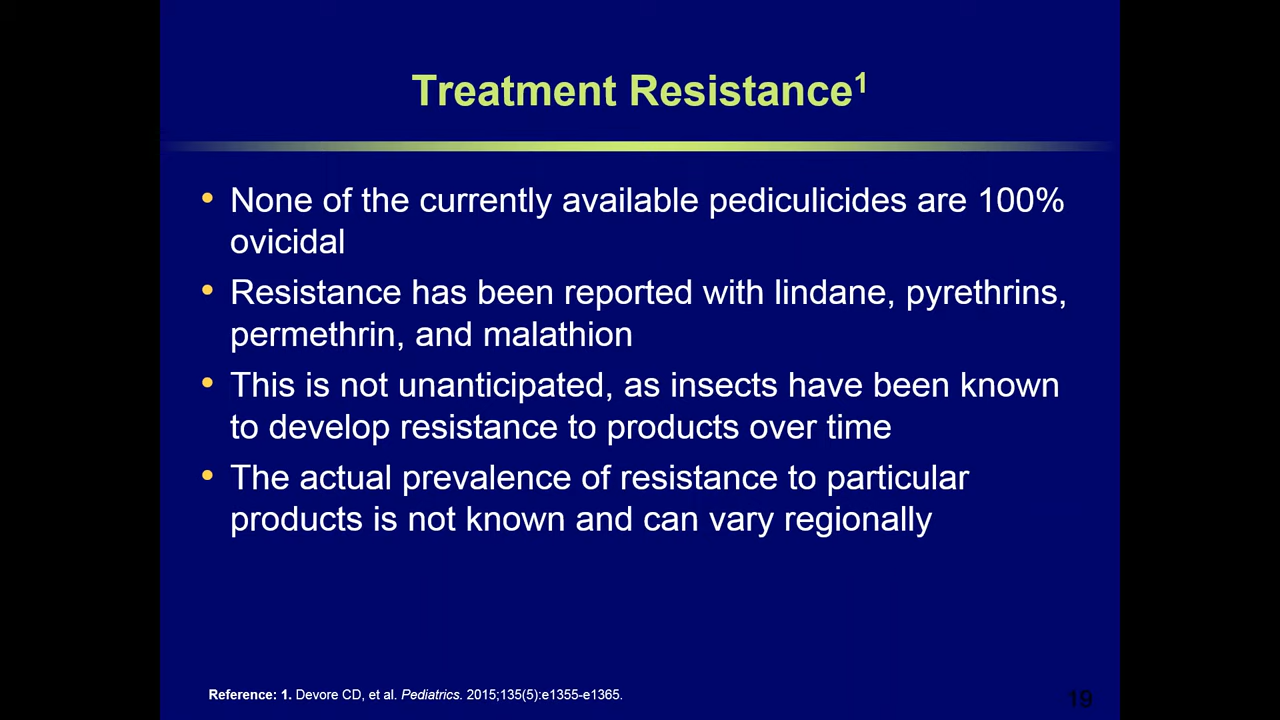 Treatment Resistance¹
• None of the currently available pediculicides are 100%
ovicidal
• Resistance has been reported with lindane, pyrethrins,
permethrin, and malathion
• This is not unanticipated, as insects have been known
to develop resistance to products over time
• The actual prevalence of resistance to particular
products is not known and can vary regionally
Reference: 1. Devore CD, et al. Pediatrics. 2015;135(5):e1355-e1365.
19